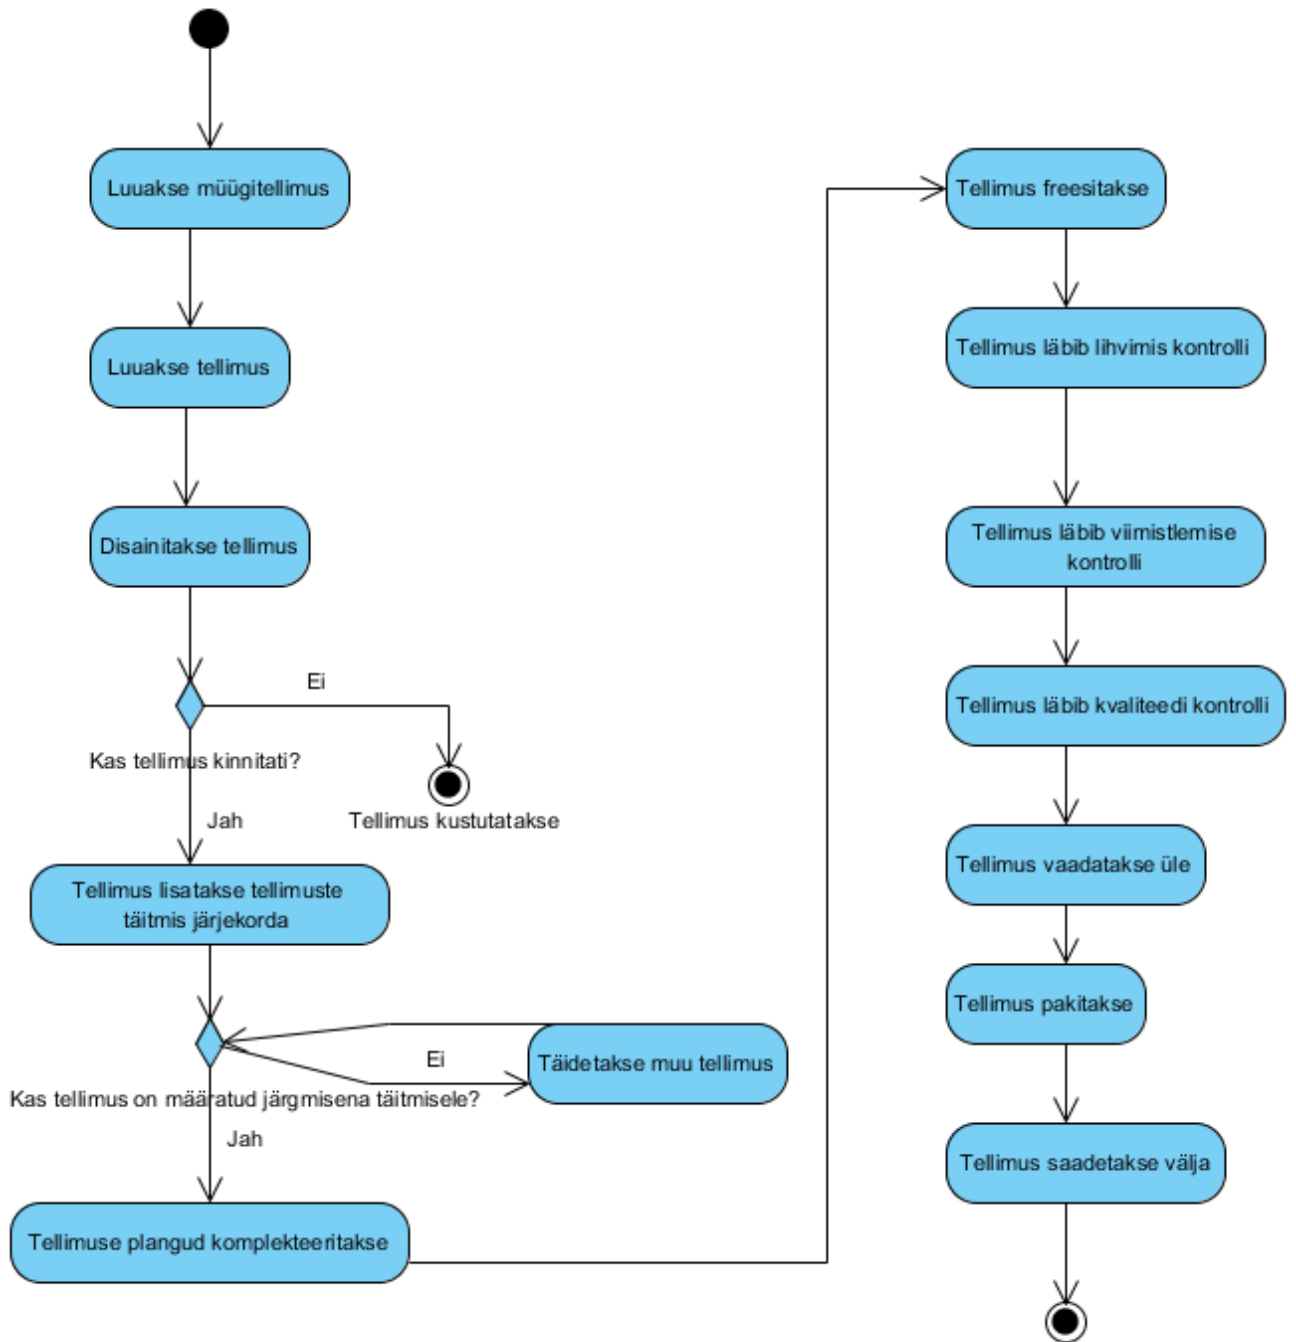 Luuakse müügitellimus
Luuakse tellimus
Disainitakse tellimus
Ei
Kas tellimus kinnitati?
Jah
Tellimus kustutatakse
Tellimus lisatakse tellimuste
täitmis järjekorda
Täidetakse muu tellimus
Ei
Kas tellimus on määratud järgmisena täitmisele?
Jah
Tellimuse plangud komplekteeritakse
Tellimus freesitakse
Tellimus läbib lihvimis kontrolli
Tellimus läbib viimistlemise
kontrolli
Tellimus läbib kvaliteedi kontrolli
Tellimus vaadatakse üle
Tellimus pakitakse
Tellimus saadetakse välja